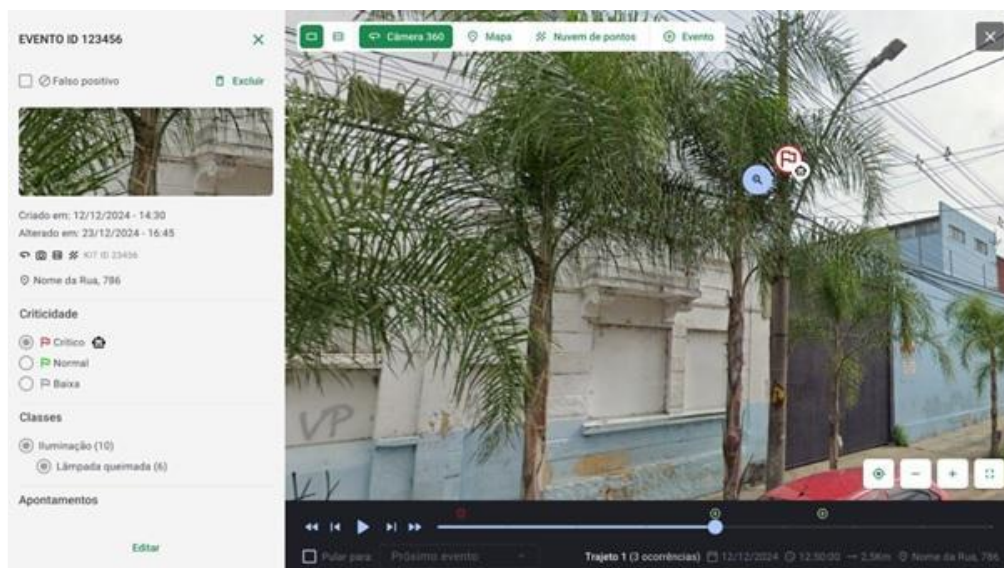 EVENTO ID 123456
Falso positivo
Excluir
Criado em: 12/12/2024 - 14:30
Alterado em: 23/12/2024 - 16:45
KIT ID 23456
Nome da Rua, 786
Criticidade
Crítico
Normal
Baixa
Classes
Iluminação (10)
Lâmpada queimada (6)
Apontamentos
Editar
Câmera 360
Mapa
Nuvem de pontos
Evento
VP
Pular para:
Próximo evento
Trajeto 1 (3 ocorrências) 12/12/2024 12:50:00 2,5Km Nome da Rua, 786